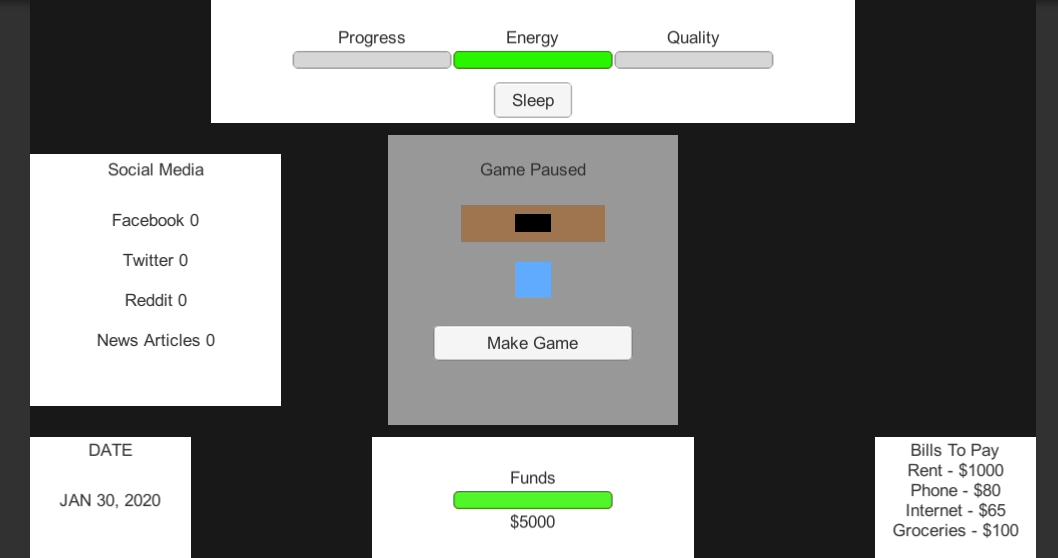 Progress
Energy
Quality
Sleep
Social Media
Facebook 0
Twitter 0
Reddit 0
News Articles 0
Game Paused
Make Game
DATE
JAN 30, 2020
Funds
$5000
Bills To Pay
Rent - $1000
Phone - $80
Internet - $65
Groceries - $100